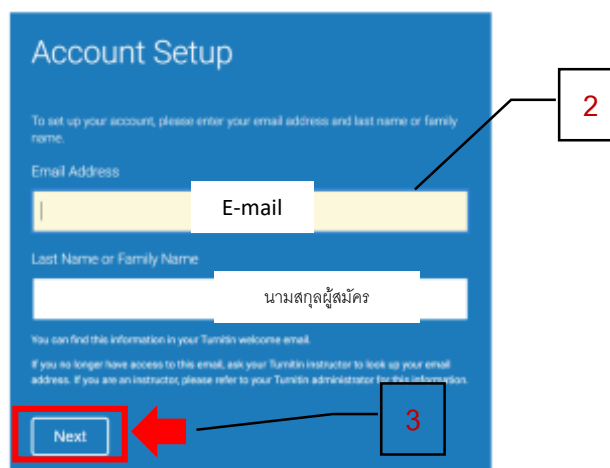 Account Setup
To set up your account, please enter your email address and last name or family
name.
Email Address
E-mail
2
Last Name or Family Name
นามสกุลผู้สมัคร
You can find this information in your Turnitin welcome email.
If you no longer have access to this email, ask your Turnitin instructor to look up your email
address. If you are an instructor, please refer to your Turnitin administrator for this information.
Next
3